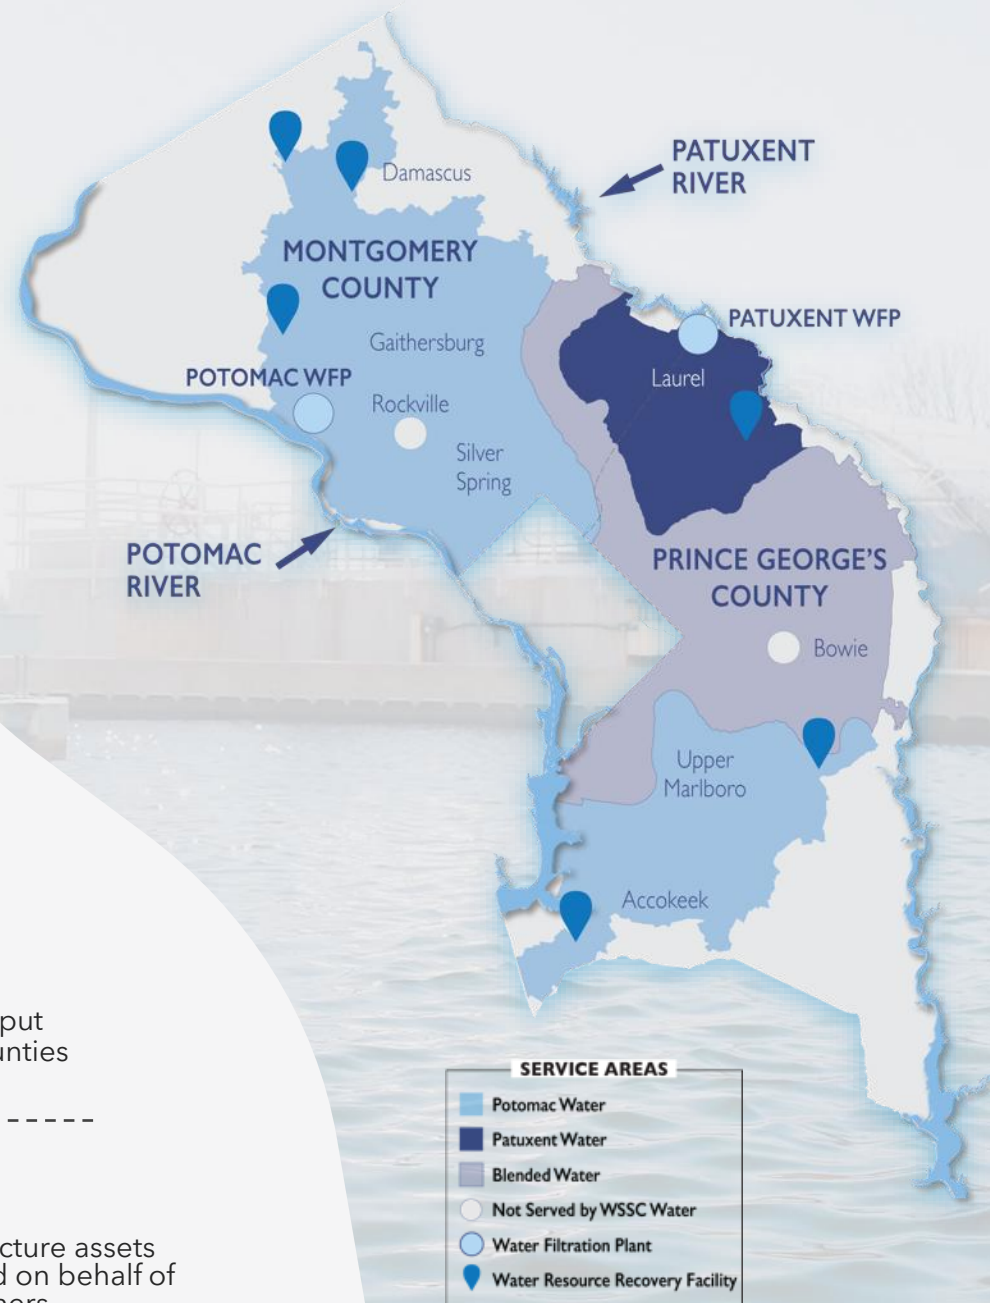 PATUXENT
RIVER
Damascus
MONTGOMERY
COUNTY
PATUXENT WFP
Gaithersburg
POTOMAC WFP
Laurel
Rockville
Silver
Spring
POTOMAC
RIVER
PRINCE GEORGE'S
COUNTY
Bowie
Upper
Marlboro
Accokeek
put
unties
-----
cture assets
d on behalf of
SERVICE AREAS
Potomac Water
Patuxent Water
Blended Water
Not Served by WSSC Water
Water Filtration Plant
Water Resource Recovery Facility